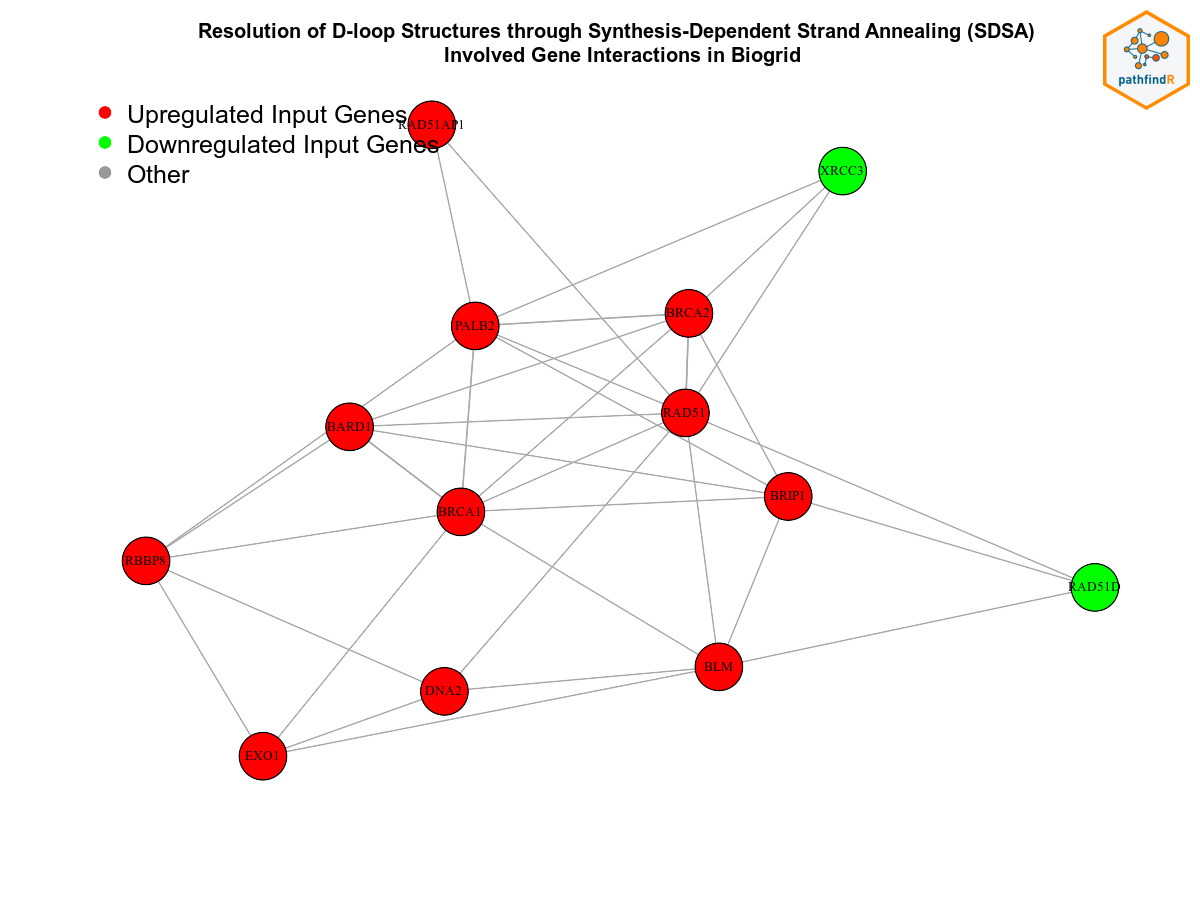 Resolution of D-loop Structures through Synthesis-Dependent Strand Annealing (SDSA)
Involved Gene Interactions in Biogrid
pathfindR
Upregulated Input Genes
Downregulated Input Genes
Other
RAD51AP1
XRCC3
BRCA2
PALB2
RAD51
BARD1
BRIP1
BRCA1
RBBP8
RAD51D
BLM
DNA2
EXO1